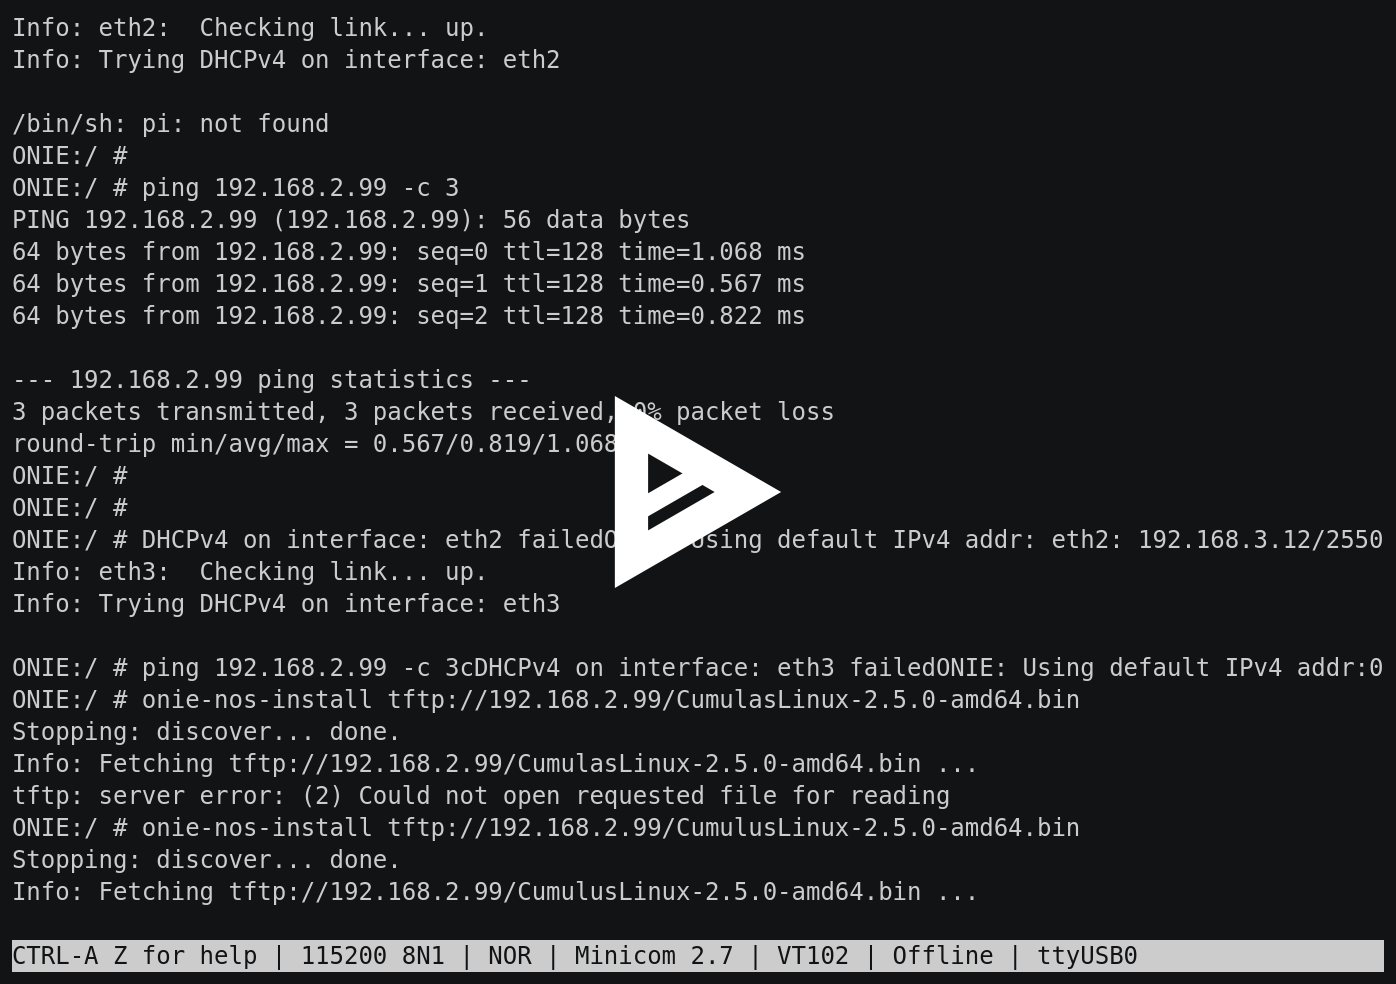 Info: eth2:  Checking link... up.
Info: Trying DHCPv4 on interface: eth2
/bin/sh: pi: not found
ONIE:/ #
ONIE:/ # ping 192.168.2.99 -c 3
PING 192.168.2.99 (192.168.2.99): 56 data bytes
64 bytes from 192.168.2.99: seq=0 ttl=128 time=1.068 ms
64 bytes from 192.168.2.99: seq=1 ttl=128 time=0.567 ms
64 bytes from 192.168.2.99: seq=2 ttl=128 time=0.822 ms
--- 192.168.2.99 ping statistics ---
3 packets transmitted, 3 packets received, 0% packet loss
round-trip min/avg/max = 0.567/0.819/1.068
ONIE:/ #
ONIE:/ #
ONIE:/ # DHCPv4 on interface: eth2 failed Using default IPv4 addr: eth2: 192.168.3.12/2550
Info: eth3:  Checking link... up.
Info: Trying DHCPv4 on interface: eth3
ONIE:/ # ping 192.168.2.99 -c 3cDHCPv4 on interface: eth3 failedONIE: Using default IPv4 addr:0
ONIE:/ # onie-nos-install tftp://192.168.2.99/CumulasLinux-2.5.0-amd64.bin
Stopping: discover... done.
Info: Fetching tftp://192.168.2.99/CumulasLinux-2.5.0-amd64.bin ...
tftp: server error: (2) Could not open requested file for reading
ONIE:/ # onie-nos-install tftp://192.168.2.99/CumulusLinux-2.5.0-amd64.bin
Stopping: discover... done.
Info: Fetching tftp://192.168.2.99/CumulusLinux-2.5.0-amd64.bin ...
CTRL-A Z for help | 115200 8N1 | NOR | Minicom 2.7 | VT102 | Offline | ttyUSB0